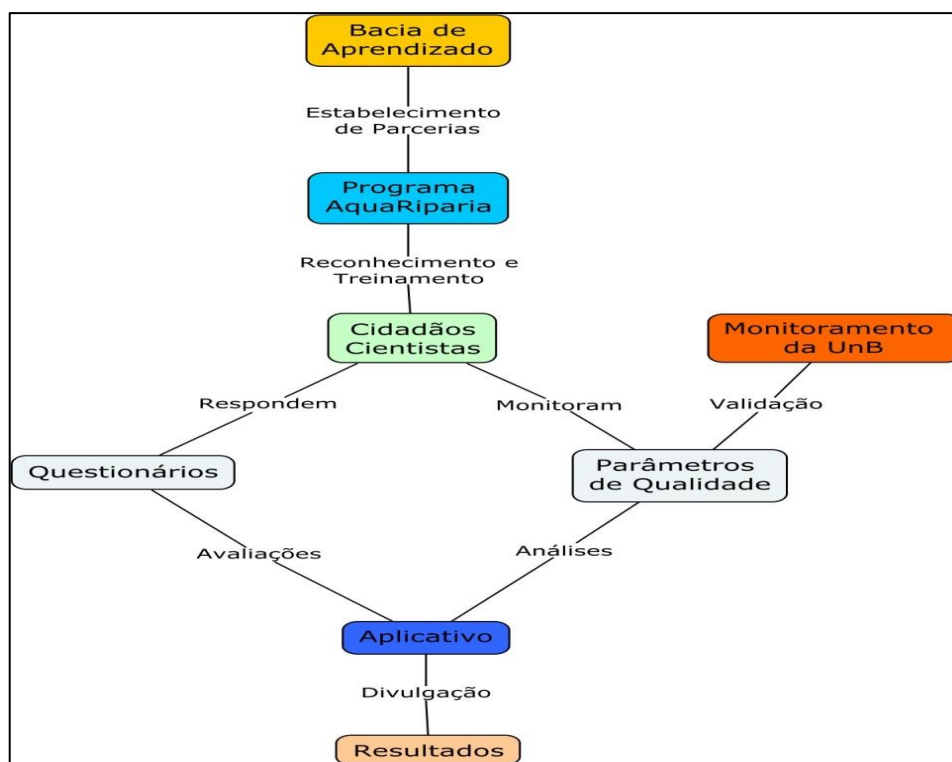 Bacia de
Aprendizado
Estabelecimento
de Parcerias
Programa
AquaRiparia
Reconhecimento e
Treinamento
Cidadãos
Cientistas
Monitoramento
da UnB
Respondem
Monitoram
Validação
Questionários
Parâmetros
de Qualidade
Avaliações
Análises
Aplicativo
Divulgação
Resultados